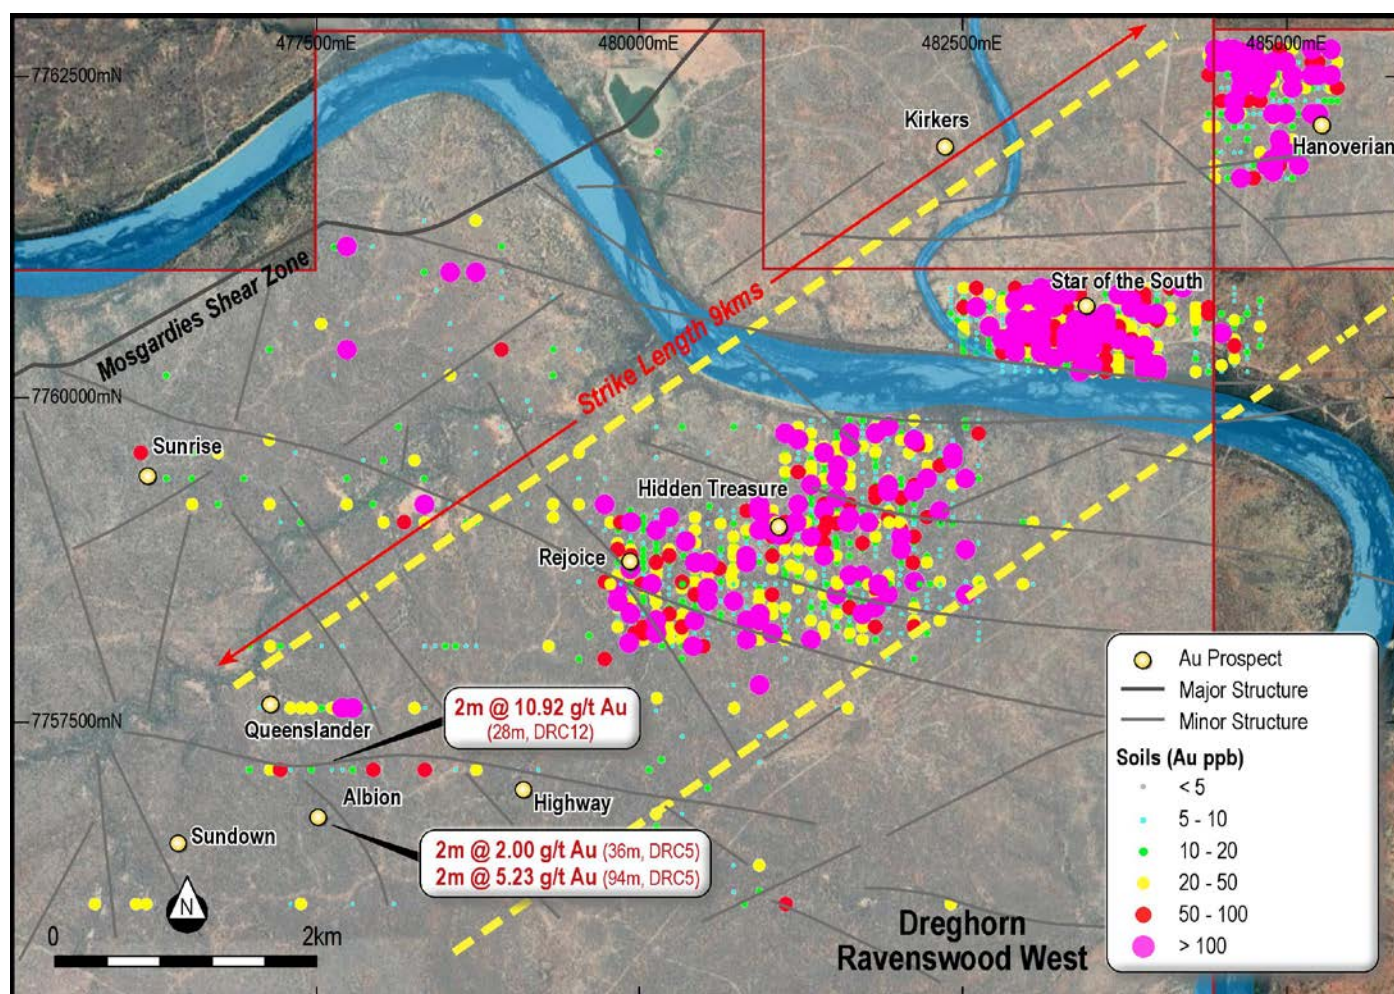 477500mE
480000mE
482500mE
485000mE
7762500mN
Kirkers
Hanoverian
Mosgardies Shear Zone
Star of the South
Strike Length 9kms
7760000mN
Sunrise
Hidden Treasure
Rejoice
7757500mN
Queenslander
2m @ 10.92 g/t Au
(28m, DRC12)
Albion
Highway
Sundown
2m @ 2.00 g/t Au (36m, DRC5)
2m @ 5.23 g/t Au (94m, DRC5)
N
0
2km
Dreghorn
Ravenswood West
Au Prospect
Major Structure
Minor Structure
Soils (Au ppb)
< 5
5 - 10
10 - 20
20 - 50
50 - 100
> 100